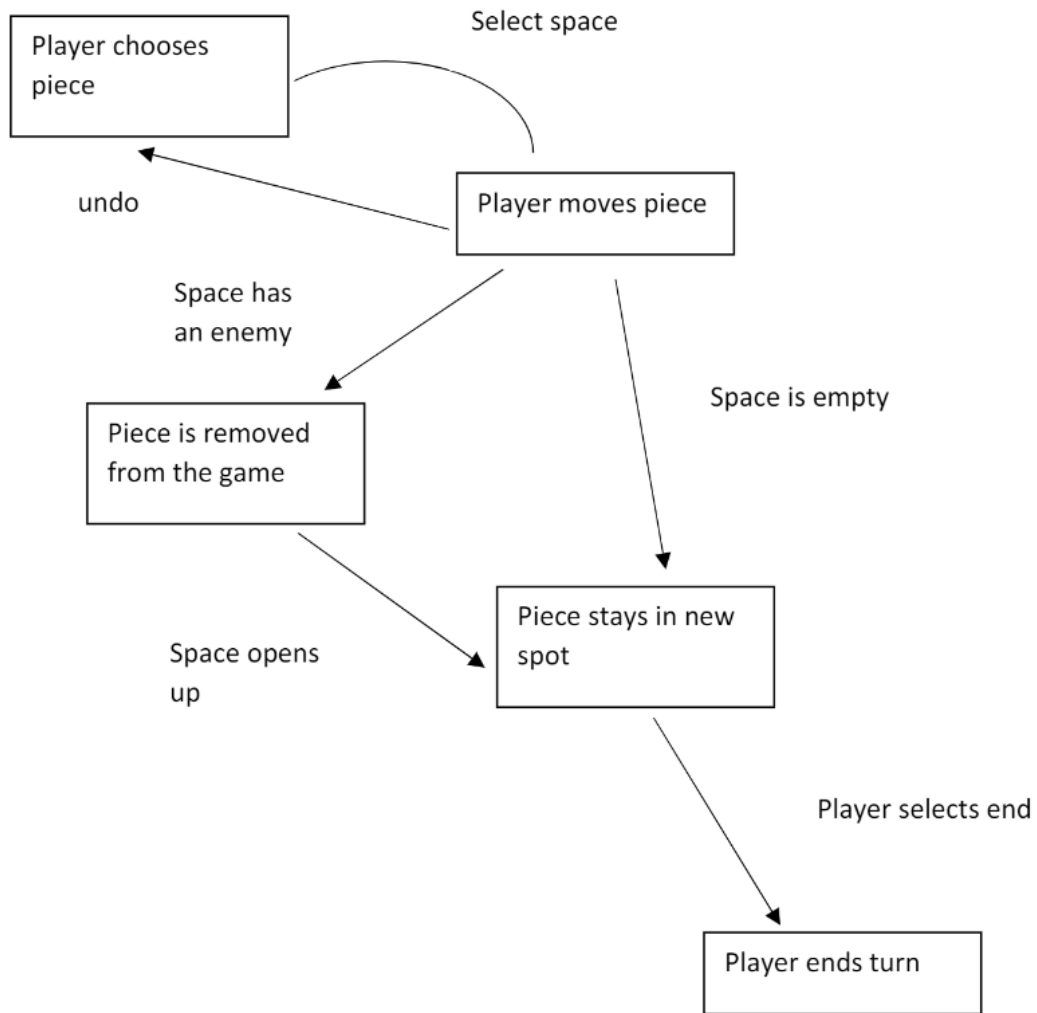 Select space
Player chooses
piece
undo
Player moves piece
Space has
an enemy
Space is empty
Piece is removed
from the game
Piece stays in new
spot
Space opens
up
Player selects end
Player ends turn